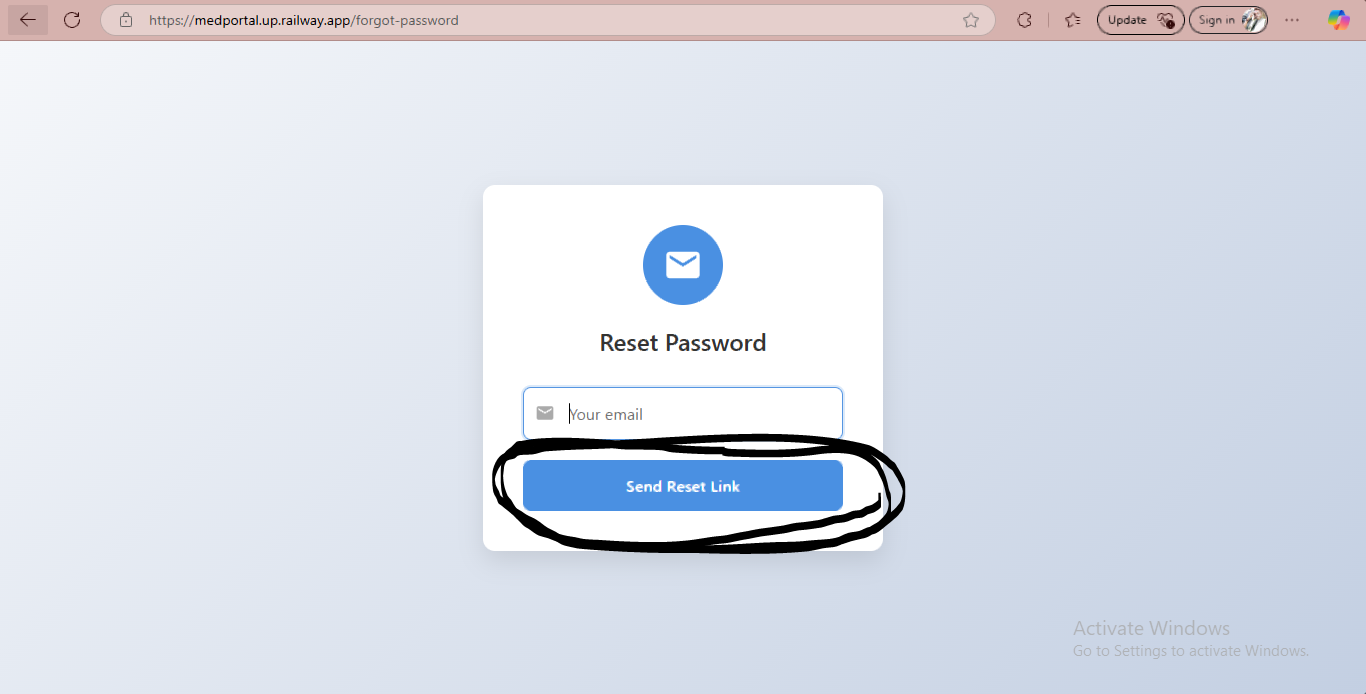 https://medportal.up.railway.app/forgot-password
Update
Sign in
Reset Password
Your email
Send Reset Link
Activate Windows
Go to Settings to activate Windows.